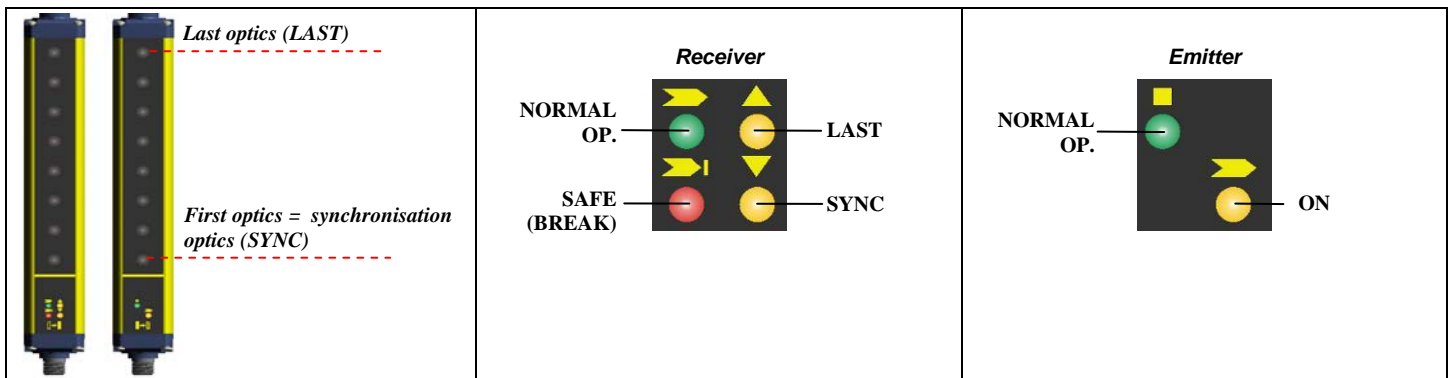 Last optics (LAST)
First optics = synchronisation
optics (SYNC)
Receiver
NORMAL
OP.
LAST
SAFE
(BREAK)
SYNC
Emitter
NORMAL
OP.
ON